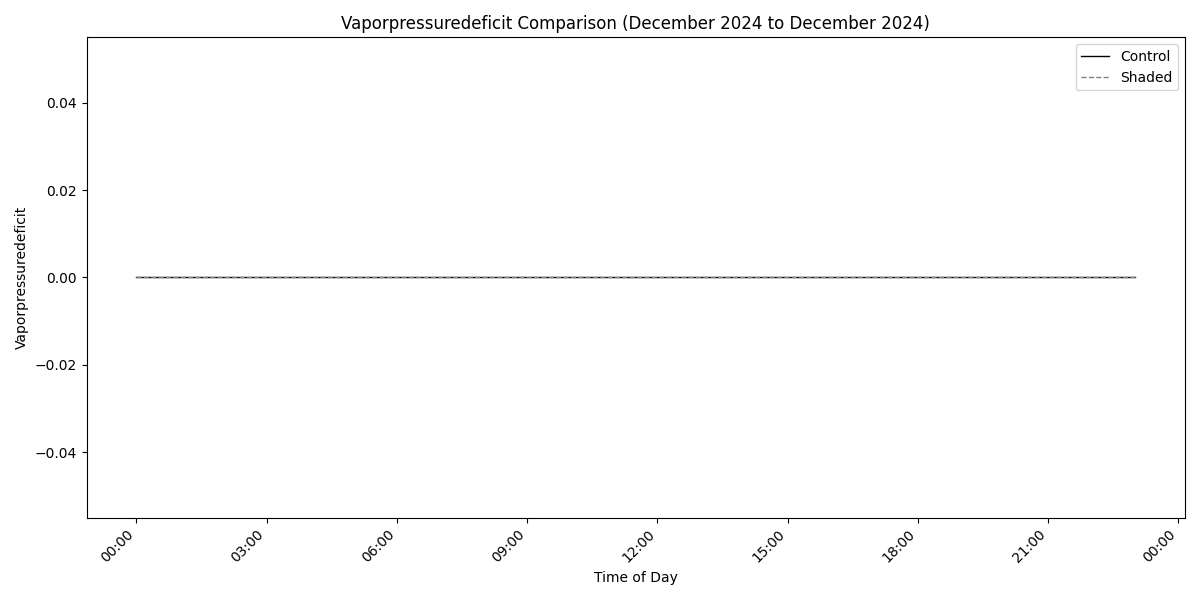 Vaporpressuredeficit Comparison (December 2024 to December 2024)
Control
Shaded
Vaporpressuredeficit
0.04
0.02
0.00
−0.02
−0.04
00:00
03:00
06:00
09:00
12:00
15:00
18:00
21:00
00:00
Time of Day